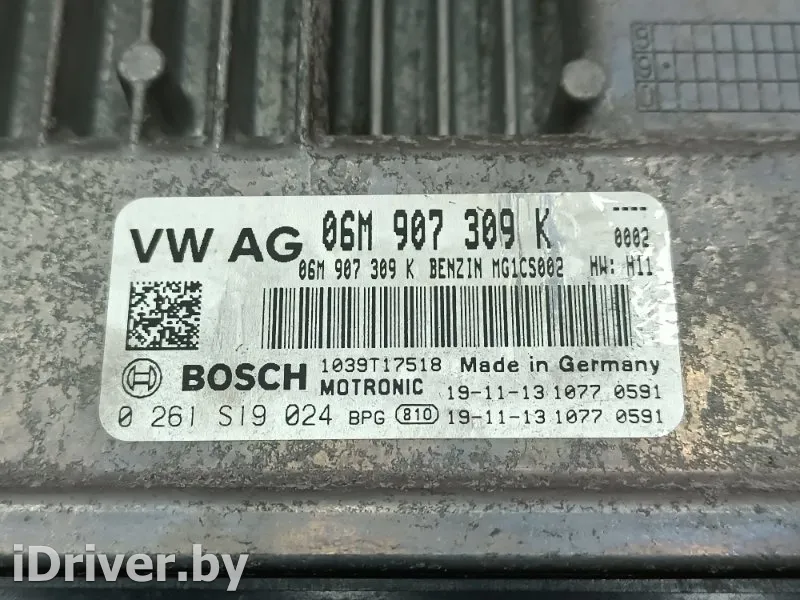 VW AG 06M 907 309 K ----
0002
06M 907 309 K BENZIN MG1CS002 HW: H11
BOSCH 1039T17518 Made in Germany
MOTRONIC 19-11-13 1077 0591
0 261 S19 024 BPG 810 19-11-13 1077 0591
iDriver.by